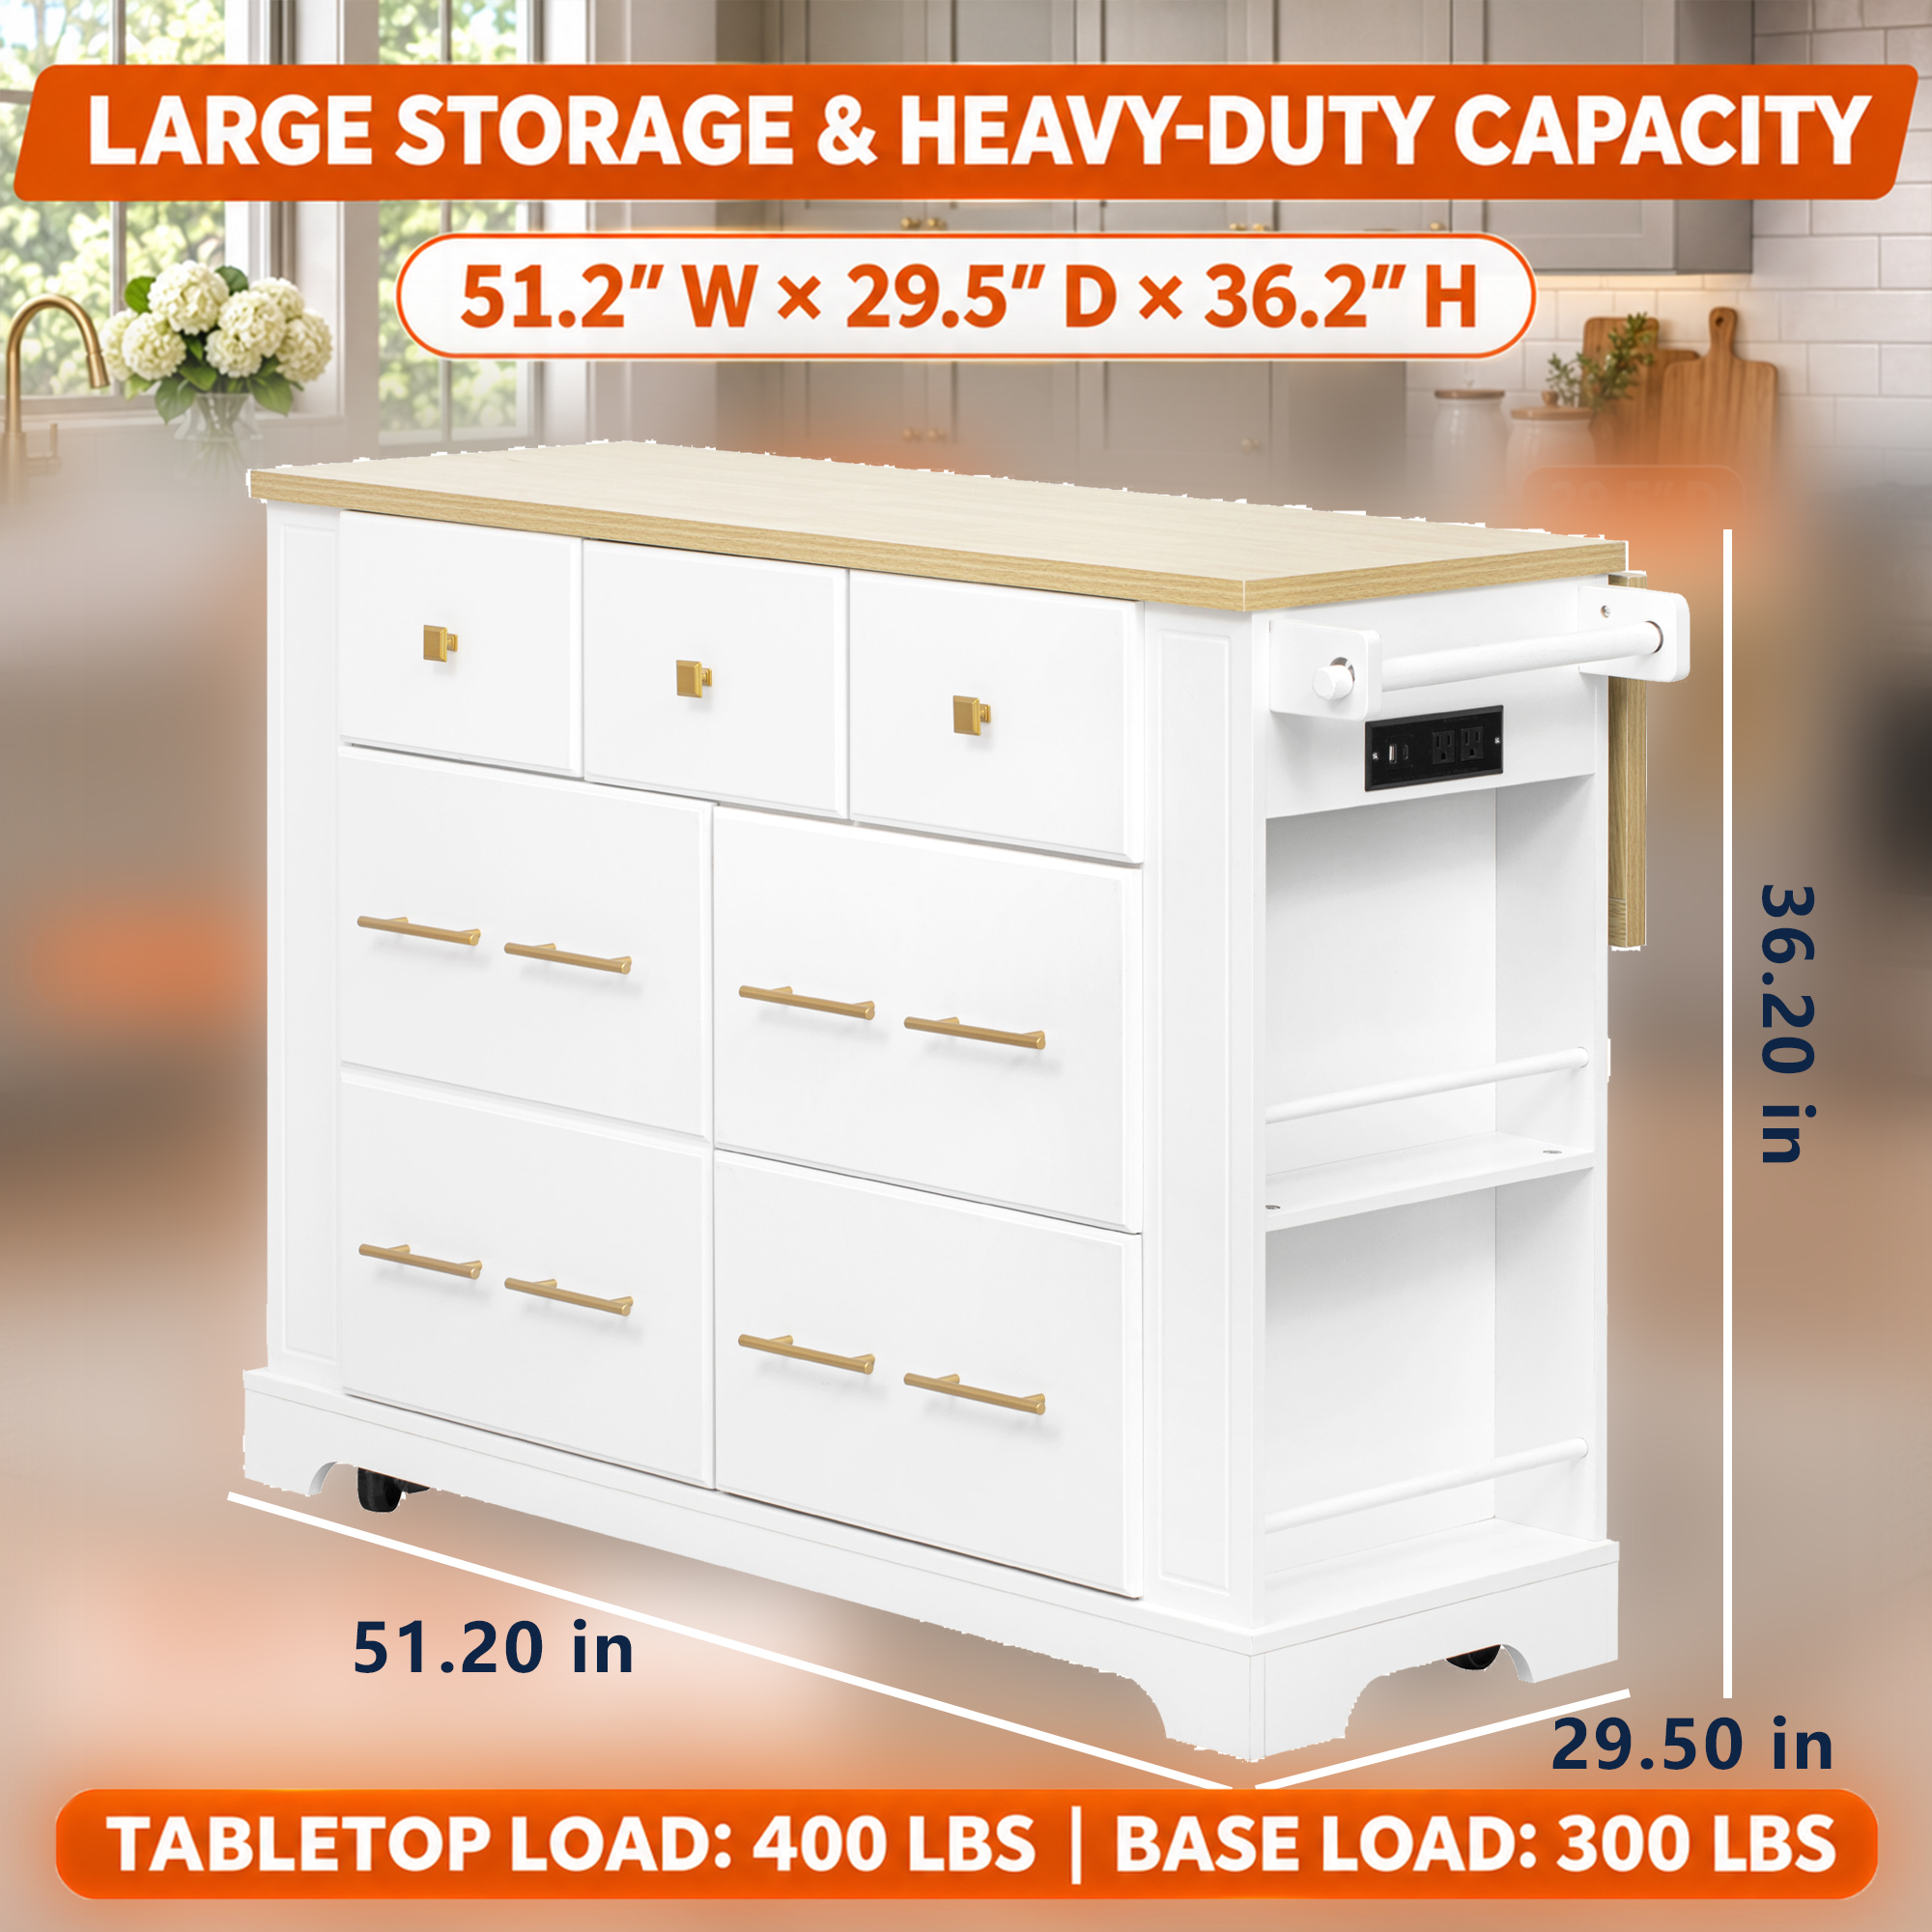 LARGE STORAGE & HEAVY-DUTY CAPACITY
51.2" W × 29.5" D × 36.2" H
36.20 in
51.20 in
29.50 in
TABLETOP LOAD: 400 LBS | BASE LOAD: 300 LBS